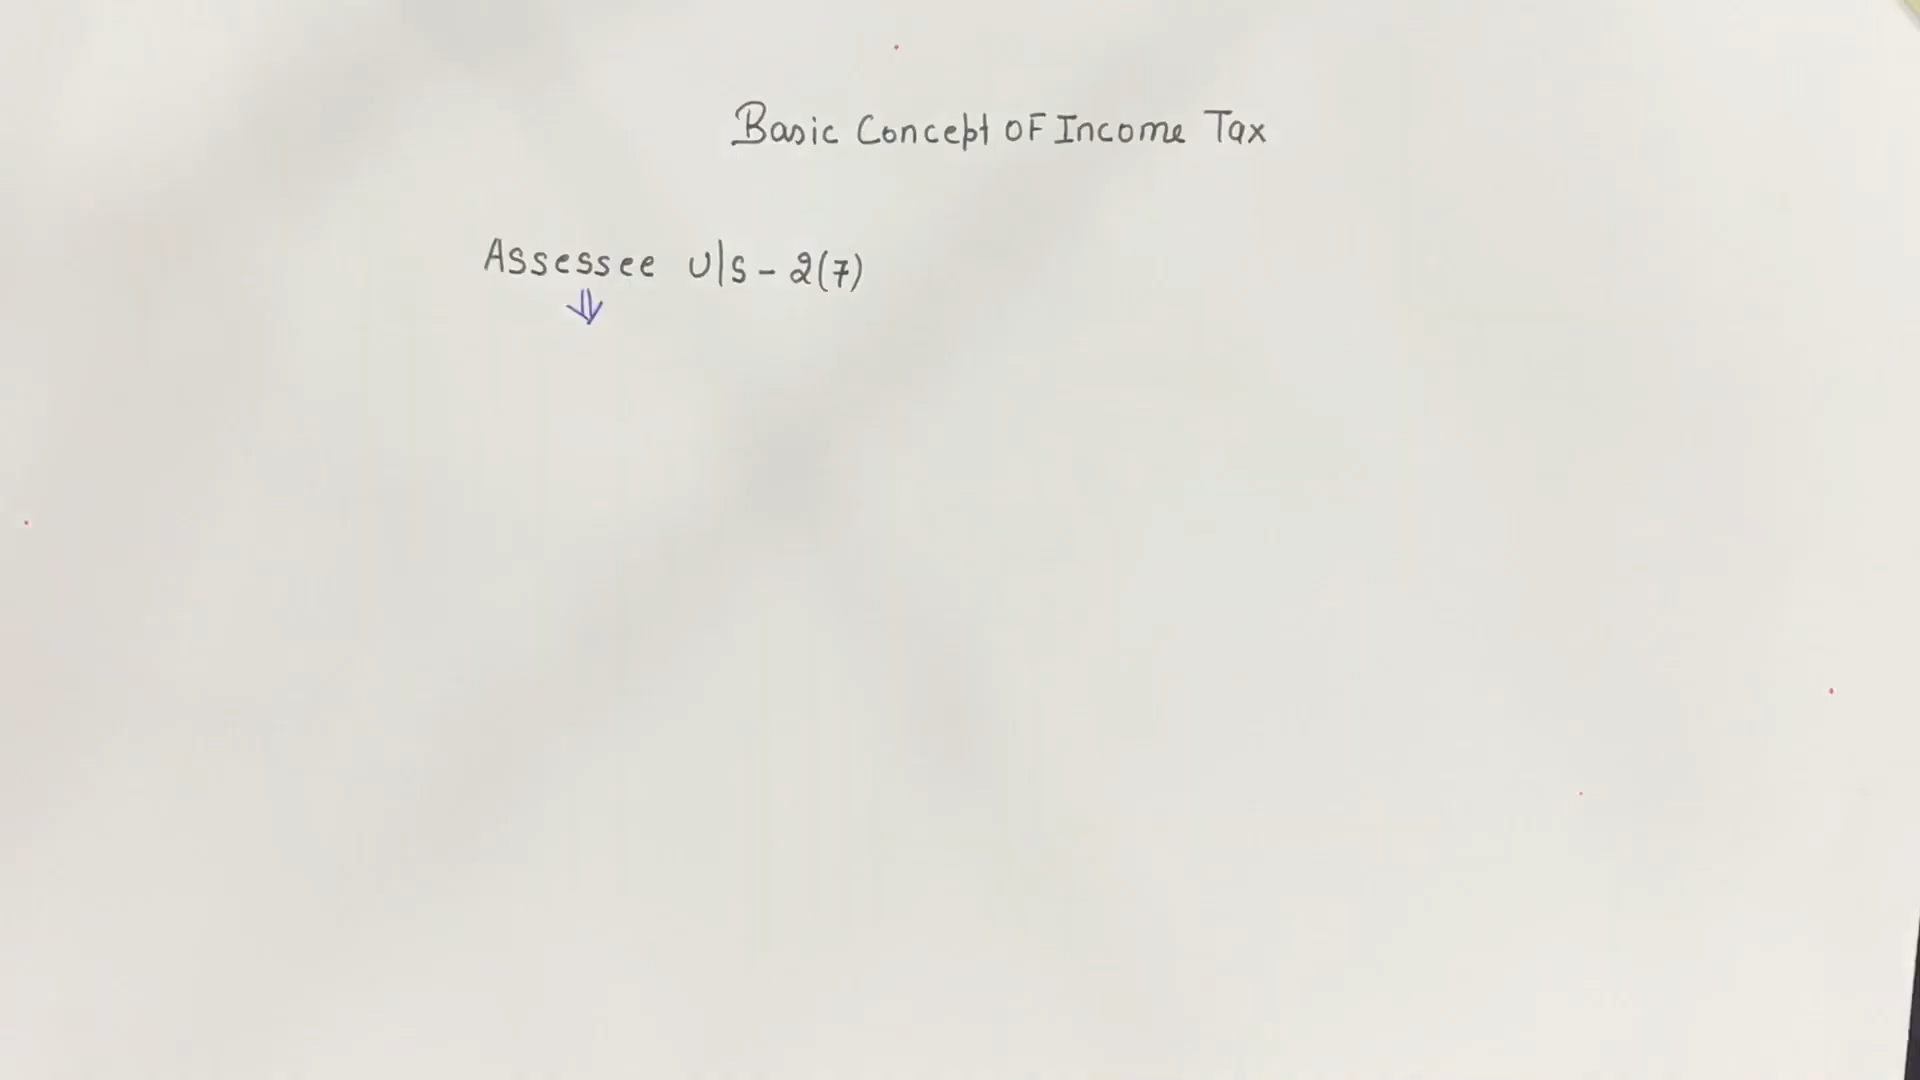 Basic Concept OF Income Tax
Assessee U/S - 2(7)